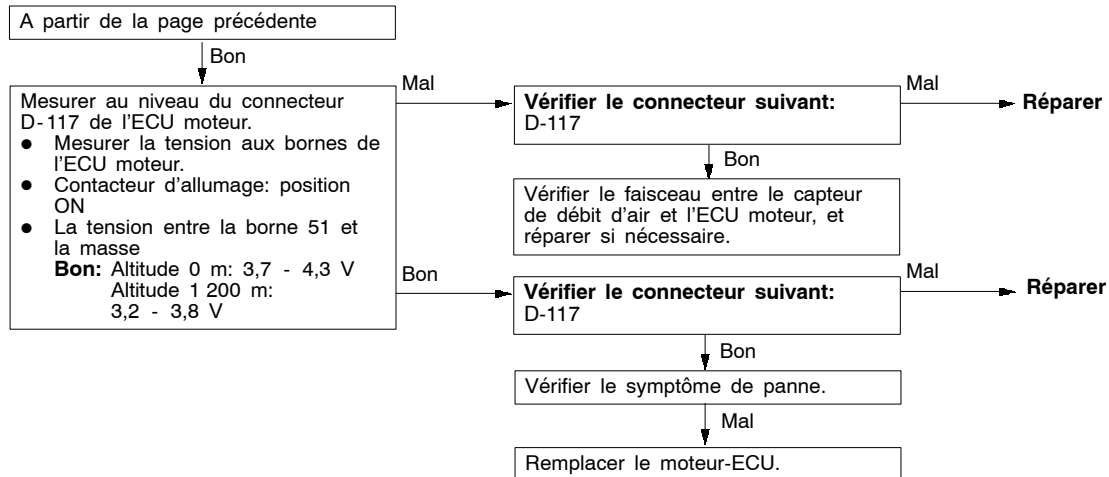 A partir de la page précédente
Bon
Mesurer au niveau du connecteur
D-117 de l'ECU moteur.
● Mesurer la tension aux bornes de
l'ECU moteur.
● Contacteur d'allumage: position
ON
● La tension entre la borne 51 et
la masse
Bon: Altitude 0 m: 3,7 - 4,3 V
Altitude 1 200 m:
3,2 - 3,8 V
Mal
Vérifier le connecteur suivant:
D-117
Mal
Réparer
Bon
Vérifier le faisceau entre le capteur
de débit d'air et l'ECU moteur, et
réparer si nécessaire.
Bon
Vérifier le connecteur suivant:
D-117
Mal
Réparer
Bon
Vérifier le symptôme de panne.
Mal
Remplacer le moteur-ECU.